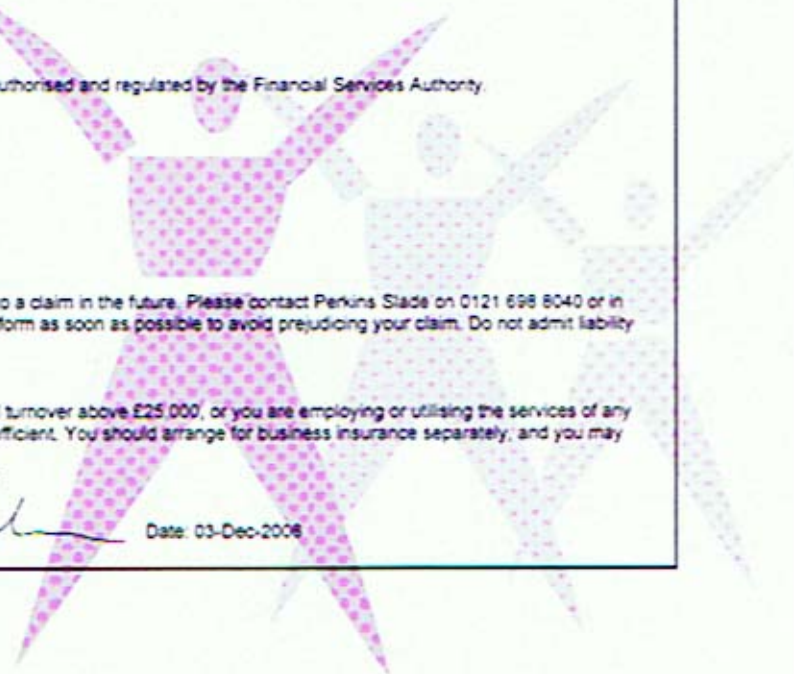 uthorised and regulated by the Financial Services Authority.
o a claim in the future. Please contact Perkins Slade on 0121 698 8040 or in
form as soon as possible to avoid prejudicing your claim. Do not admit liability
turnover above £25,000, or you are employing or utilising the services of any
fficient. You should arrange for business insurance separately, and you may
Date: 03-Dec-2008